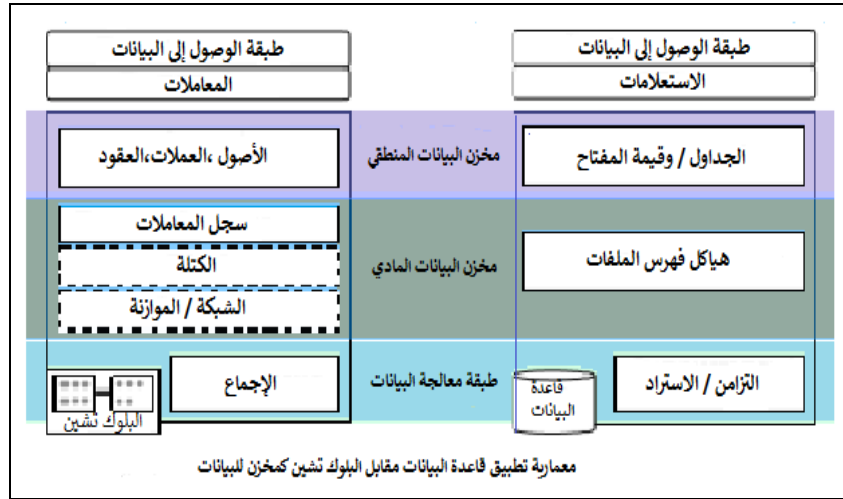 طبقة الوصول إلى البيانات
الاستعلامات
الجداول / وقيمة المفتاح
هياكل فهرس الملفات
التزامن / الاستراد
قاعدة
البيانات
مخزن البيانات المنطقي
مخزن البيانات المادي
طبقة معالجة البيانات
طبقة الوصول إلى البيانات
المعاملات
الأصول ،العملات،العقود
سجل المعاملات
الكتلة
الشبكة / الموازنة
الإجماع
البلوك تشين
معمارية تطبيق قاعدة البيانات مقابل البلوك تشين كمخزن للبيانات